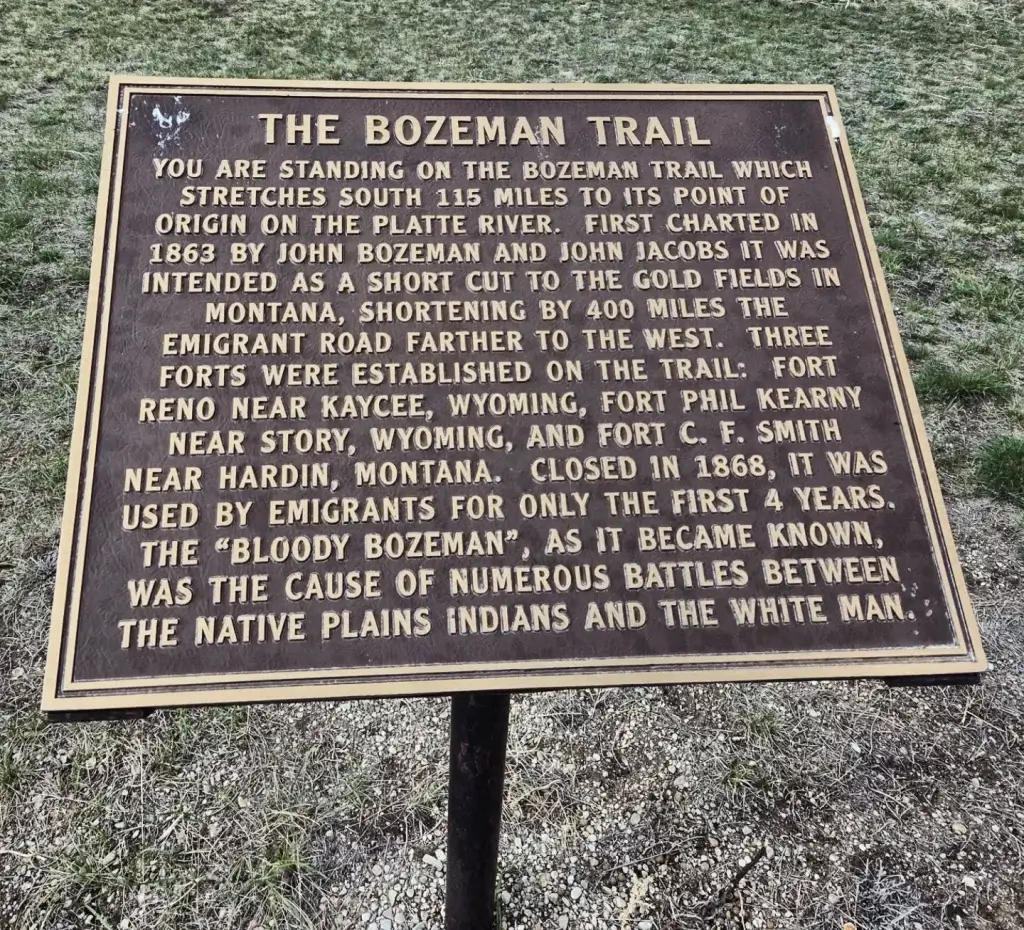 THE BOZEMAN TRAIL
YOU ARE STANDING ON THE BOZEMAN TRAIL WHICH
STRETCHES SOUTH 115 MILES TO ITS POINT OF
ORIGIN ON THE PLATTE RIVER. FIRST CHARTED IN
1863 BY JOHN BOZEMAN AND JOHN JACOBS IT WAS
INTENDED AS A SHORT CUT TO THE GOLD FIELDS IN
MONTANA, SHORTENING BY 400 MILES THE
EMIGRANT ROAD FARTHER TO THE WEST. THREE
FORTS WERE ESTABLISHED ON THE TRAIL: FORT
RENO NEAR KAYCEE, WYOMING, FORT PHIL KEARNY
NEAR STORY, WYOMING, AND FORT C. F. SMITH
NEAR HARDIN, MONTANA. CLOSED IN 1868, IT WAS
USED BY EMIGRANTS FOR ONLY THE FIRST 4 YEARS.
THE "BLOODY BOZEMAN", AS IT BECAME KNOWN,
WAS THE CAUSE OF NUMEROUS BATTLES BETWEEN
THE NATIVE PLAINS INDIANS AND THE WHITE MAN.